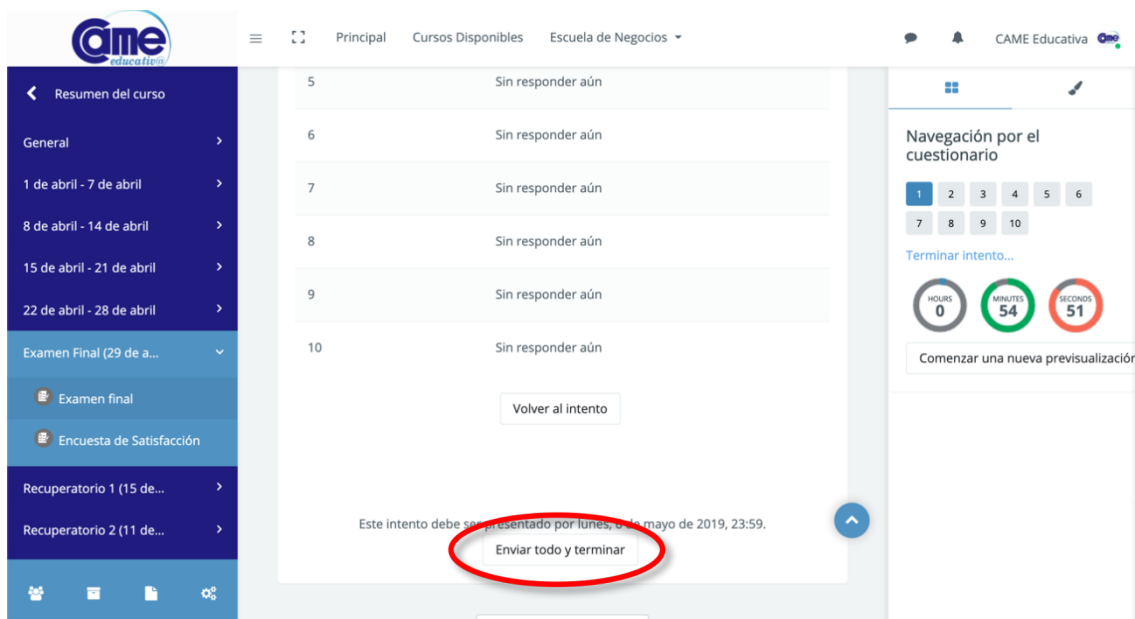 Came
educativ@
Principal
Cursos Disponibles
Escuela de Negocios
CAME Educativa
Came
Resumen del curso
General
1 de abril - 7 de abril
8 de abril - 14 de abril
15 de abril - 21 de abril
22 de abril - 28 de abril
Examen Final (29 de a...
Examen final
Encuesta de Satisfacción
Recuperatorio 1 (15 de...
Recuperatorio 2 (11 de...
5 Sin responder aún
6 Sin responder aún
7 Sin responder aún
8 Sin responder aún
9 Sin responder aún
10 Sin responder aún
Volver al intento
Este intento debe ser presentado por lunes, 6 de mayo de 2019, 23:59.
Enviar todo y terminar
Navegación por el
cuestionario
1 2 3 4 5 6
7 8 9 10
Terminar intento...
HOURS MINUTES SECONDS
0 54 51
Comenzar una nueva previsualización